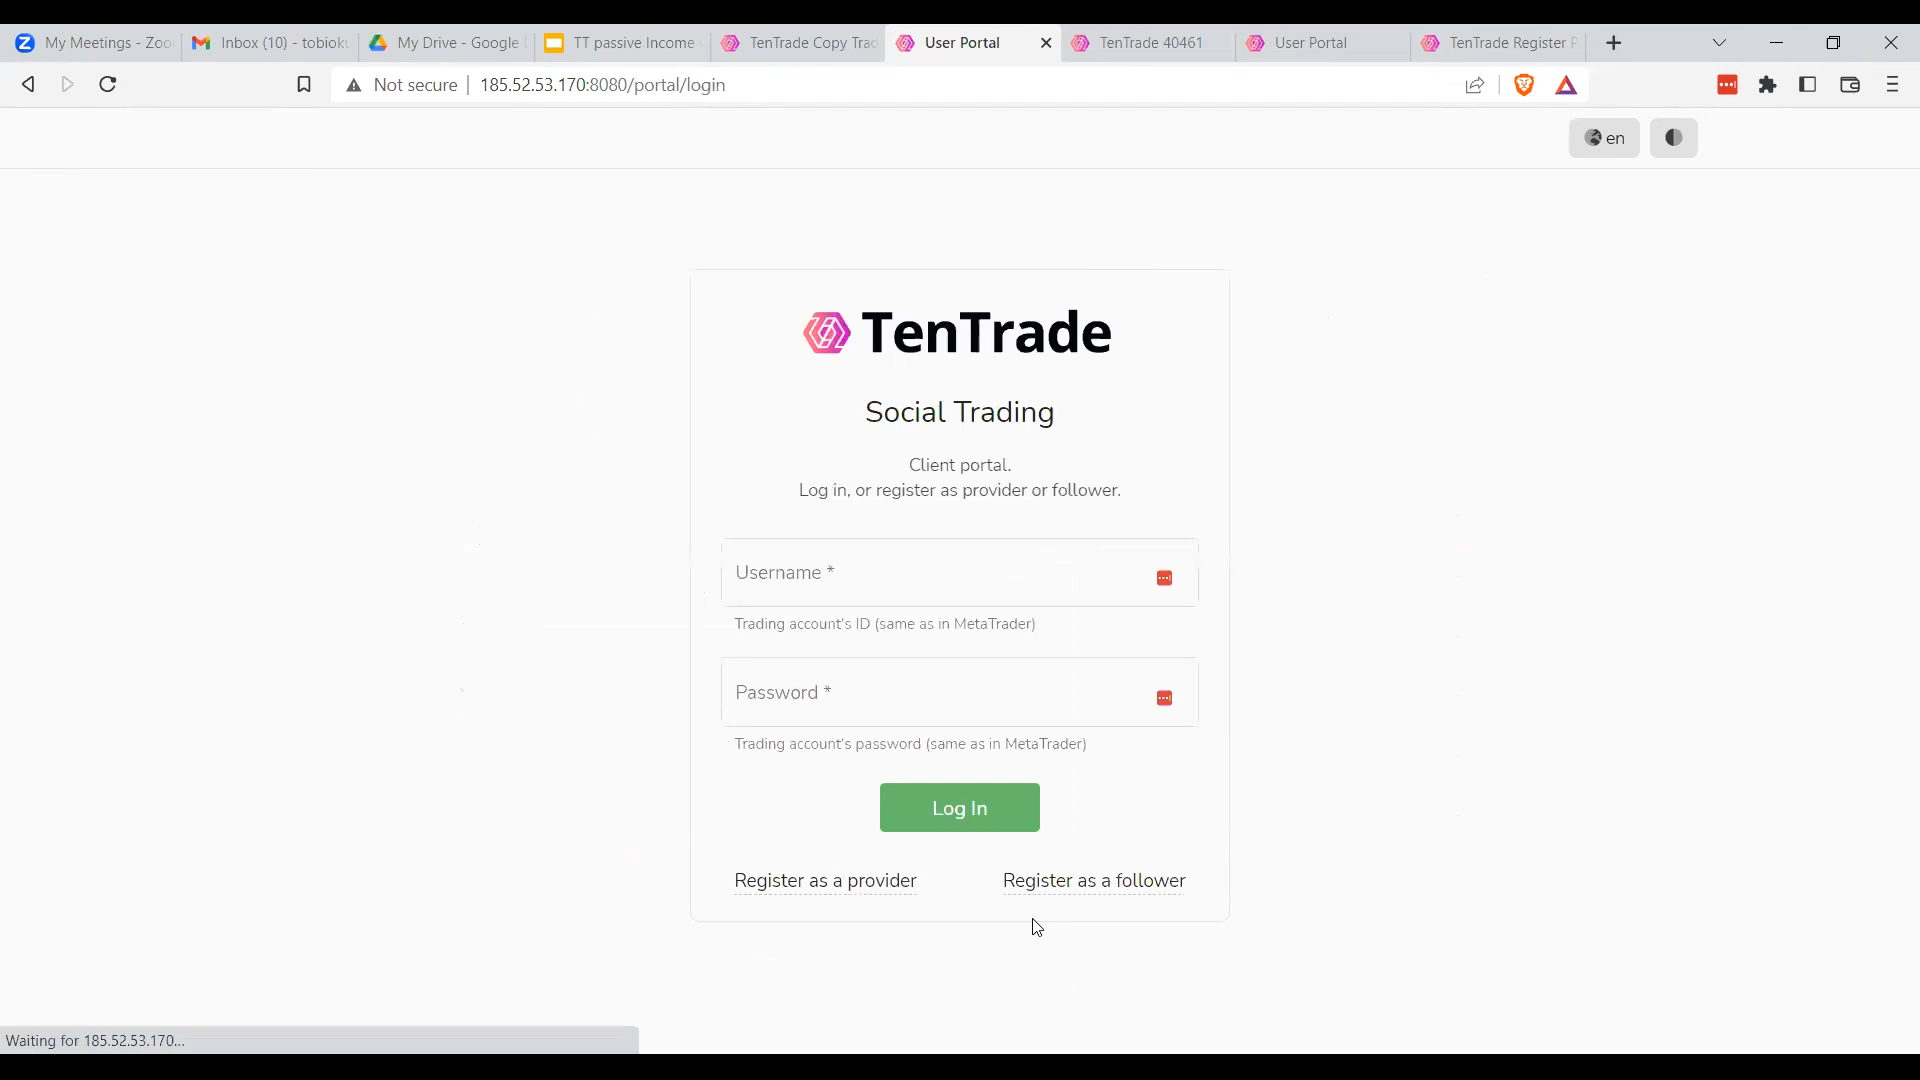 My Meetings - Zoo
Inbox (10) - tobioku
My Drive - Google D
TT passive Income
TenTrade Copy Trad
User Portal
TenTrade 40461
User Portal
TenTrade Register P
Not secure
185.52.53.170:8080/portal/login
en
TenTrade
Social Trading
Client portal.
Log in, or register as provider or follower.
Username *
Trading account's ID (same as in MetaTrader)
Password *
Trading account's password (same as in MetaTrader)
Log In
Register as a provider
Register as a follower
Waiting for 185.52.53.170...